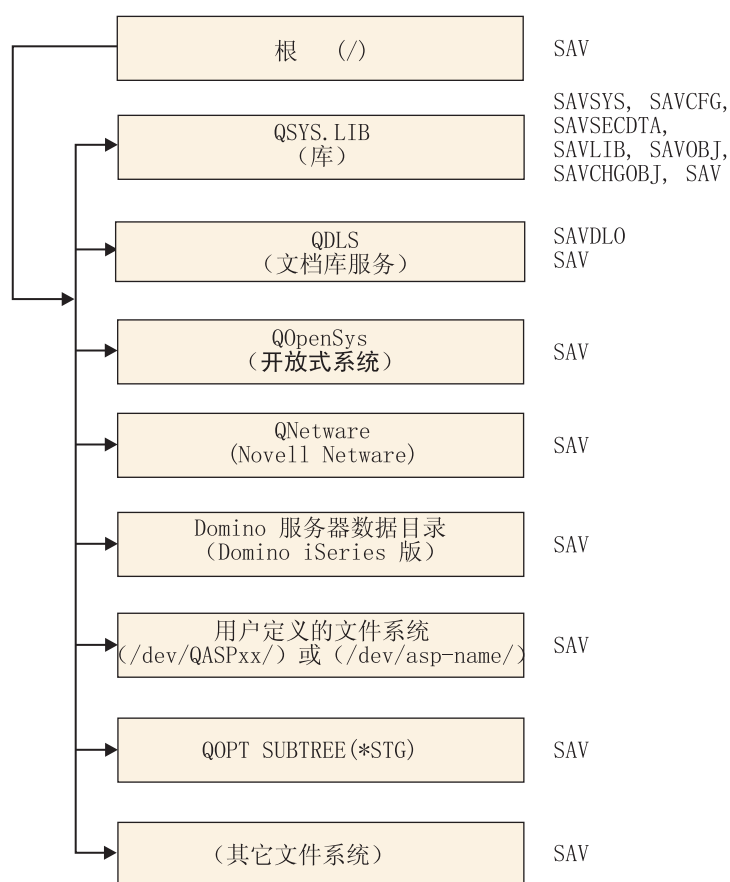 根 (/)
SAV
QSYS.LIB
（库）
SAVSYS, SAVCFG,
SAVSECDTA,
SAVLIB, SAVOBJ,
SAVCHGOBJ, SAV
QDLS
（文档库服务）
SAVDLO
SAV
QOpenSys
（开放式系统）
SAV
QNetware
(Novell Netware)
SAV
Domino 服务器数据目录
（Domino iSeries 版）
SAV
用户定义的文件系统
（/dev/QASPxx/）或（/dev/asp-name/）
SAV
QOPT SUBTREE(*STG)
SAV
（其它文件系统）
SAV